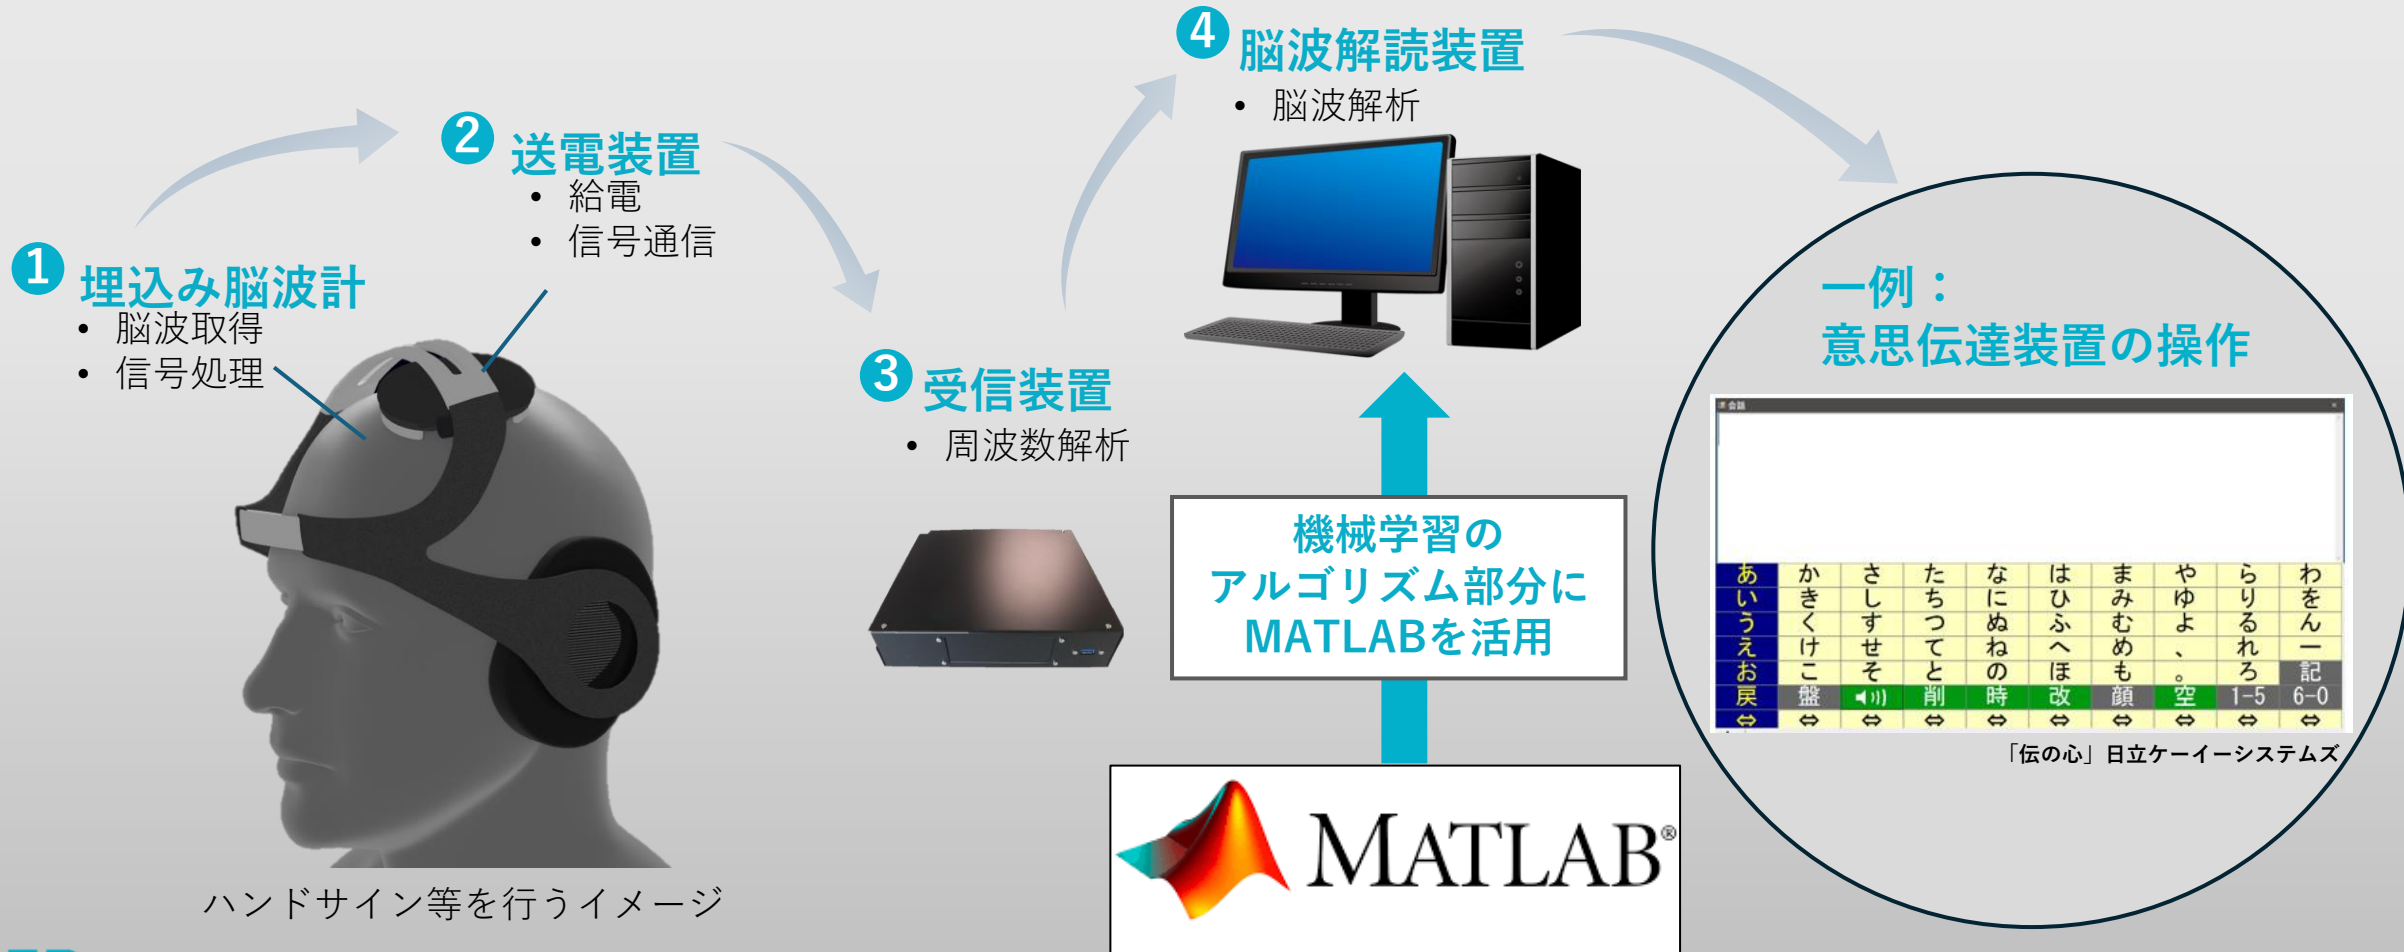 ❶ 埋込み脳波計
• 脳波取得
• 信号処理
❷ 送電装置
• 給電
• 信号通信
❸ 受信装置
• 周波数解析
❹ 脳波解読装置
• 脳波解析
機械学習の
アルゴリズム部分に
MATLABを活用
MATLAB®
ハンドサイン等を行うイメージ
一例：
意思伝達装置の操作
会話
あ か さ た な は ま や ら わ
い き し ち に ひ み ゆ り を
う く す つ ぬ ふ む よ る ん
え け せ て ね へ め 、 れ ー
お こ そ と の ほ も 。 ろ 記
戻 盤 削 時 改 顔 空 1-5 6-0
⇔ ⇔ ⇔ ⇔ ⇔ ⇔ ⇔ ⇔ ⇔ ⇔
「伝の心」日立ケーイーシステムズ